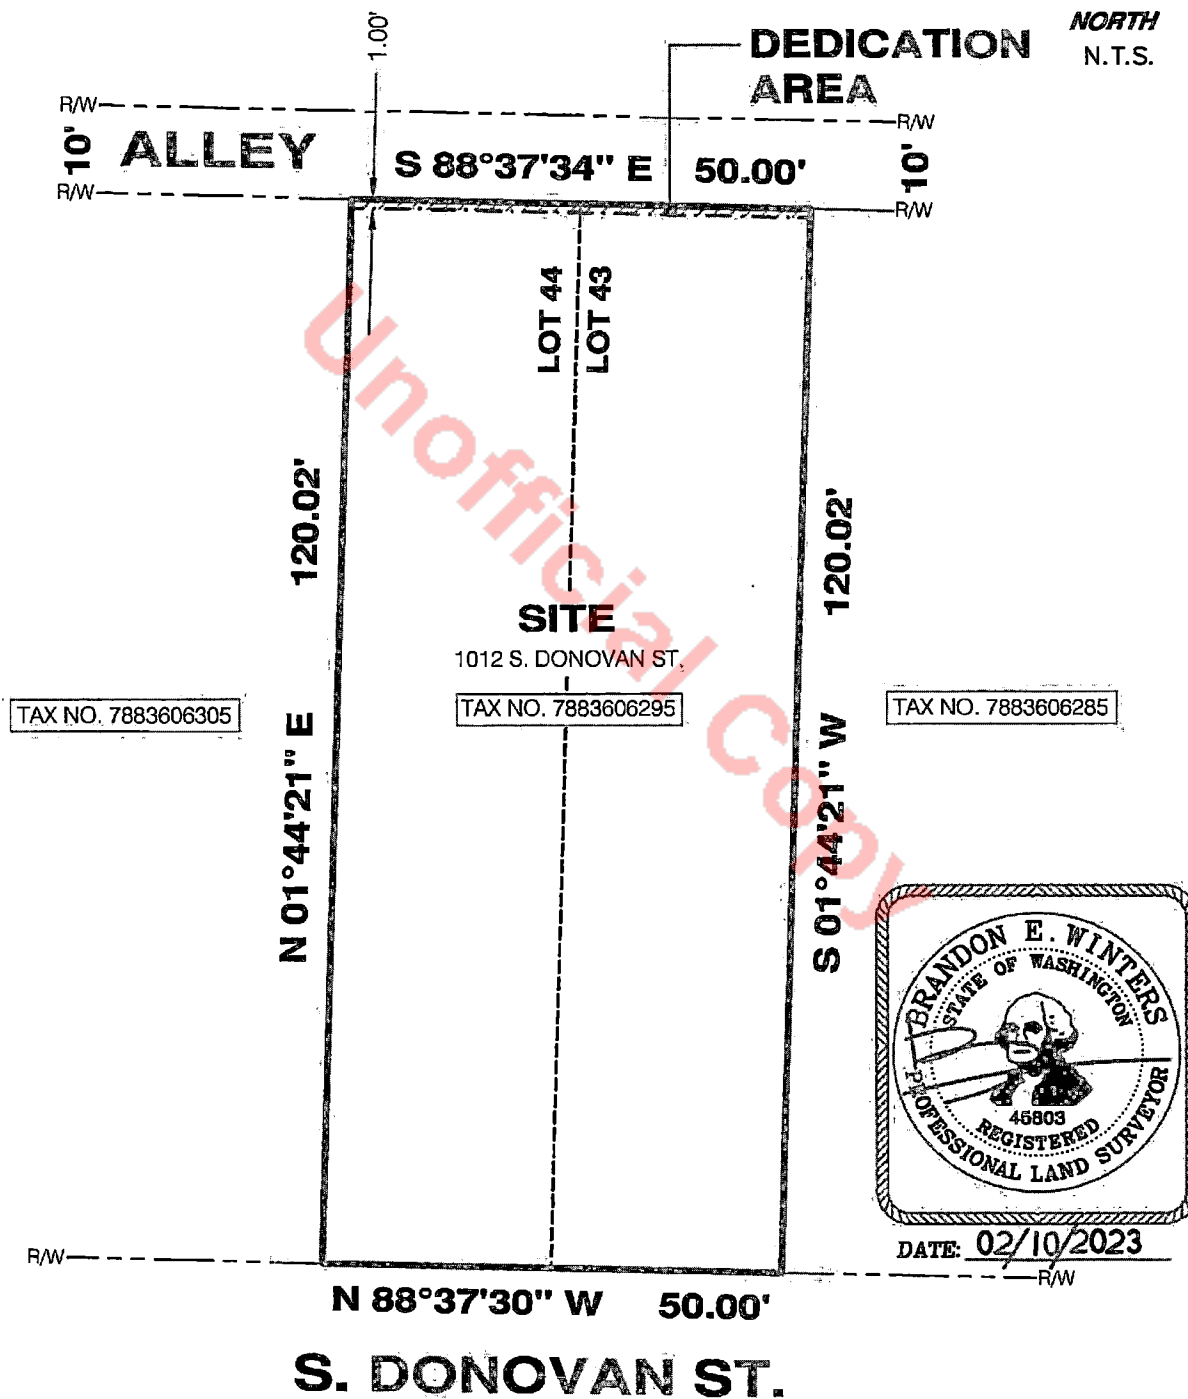 NORTH
N.T.S.
1.00'
DEDICATION
AREA
R/W
R/W
10'
ALLEY
10'
S 88°37'34" E 50.00'
R/W
R/W
LOT 44
LOT 43
120.02'
120.02'
SITE
1012 S. DONOVAN ST.
TAX NO. 7883606305
TAX NO. 7883606295
TAX NO. 7883606285
N 01°44'21" E
S 01°44'21" W
Unofficial Copy
BRANDON E. WINTERS
STATE OF WASHINGTON
45803
REGISTERED
PROFESSIONAL LAND SURVEYOR
DATE: 02/10/2023
R/W
R/W
N 88°37'30" W 50.00'
S. DONOVAN ST.